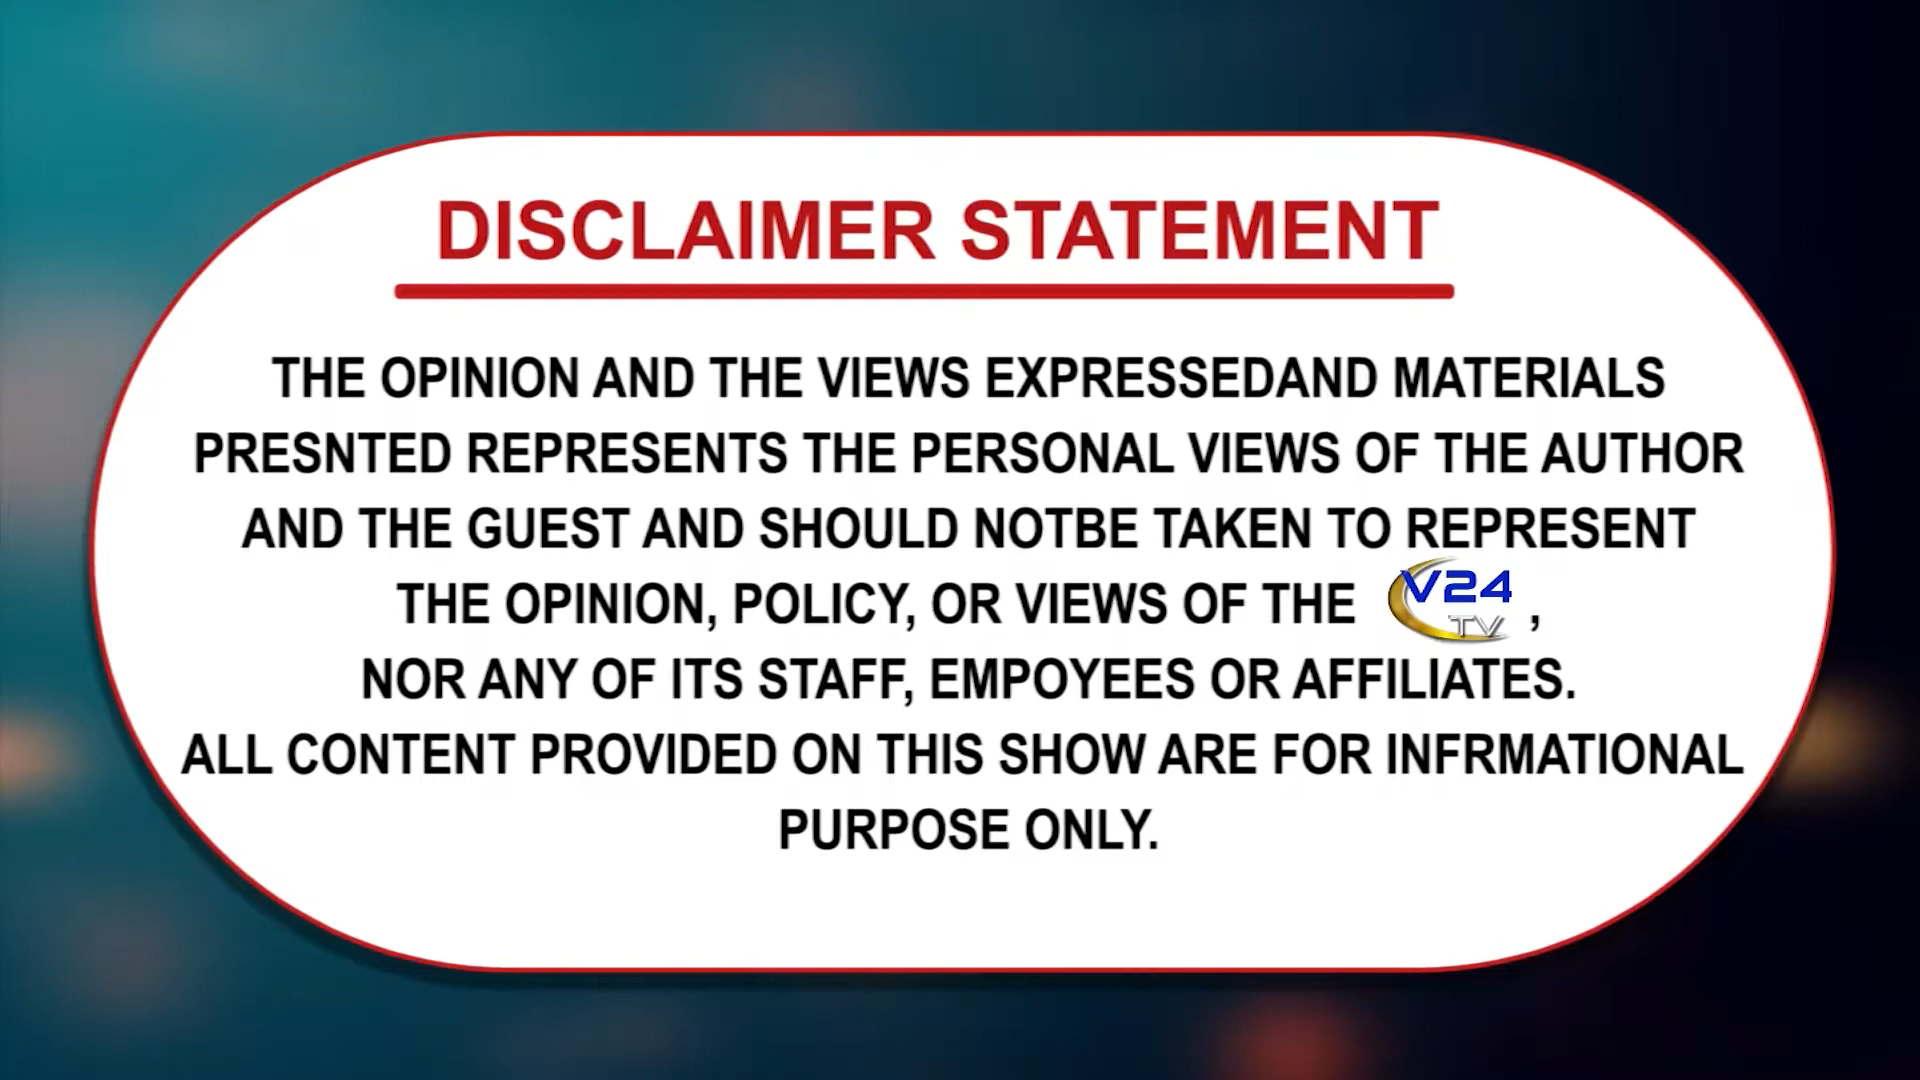 DISCLAIMER STATEMENT
THE OPINION AND THE VIEWS EXPRESSEDAND MATERIALS
PRESNTED REPRESENTS THE PERSONAL VIEWS OF THE AUTHOR
AND THE GUEST AND SHOULD NOTBE TAKEN TO REPRESENT
THE OPINION, POLICY, OR VIEWS OF THE V24 TV ,
NOR ANY OF ITS STAFF, EMPOYEES OR AFFILIATES.
ALL CONTENT PROVIDED ON THIS SHOW ARE FOR INFRMATIONAL
PURPOSE ONLY.